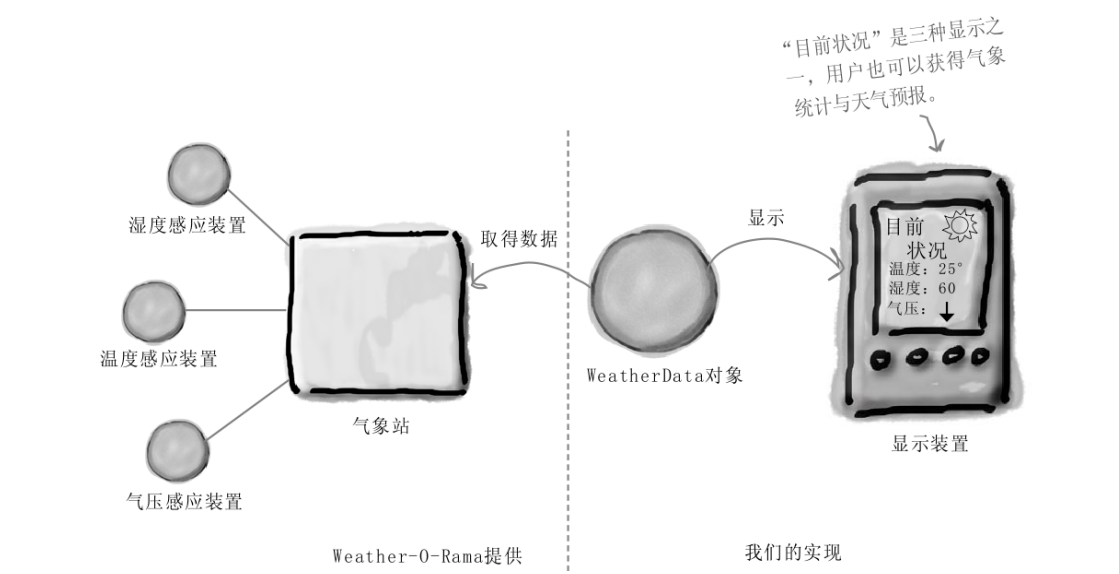 “目前状况”是三种显示之
一，用户也可以获得气象
统计与天气预报。
湿度感应装置
温度感应装置
气压感应装置
气象站
取得数据
WeatherData对象
显示
目前
状况
温度：25°
湿度：60
气压：
显示装置
Weather-O-Rama提供
我们的实现